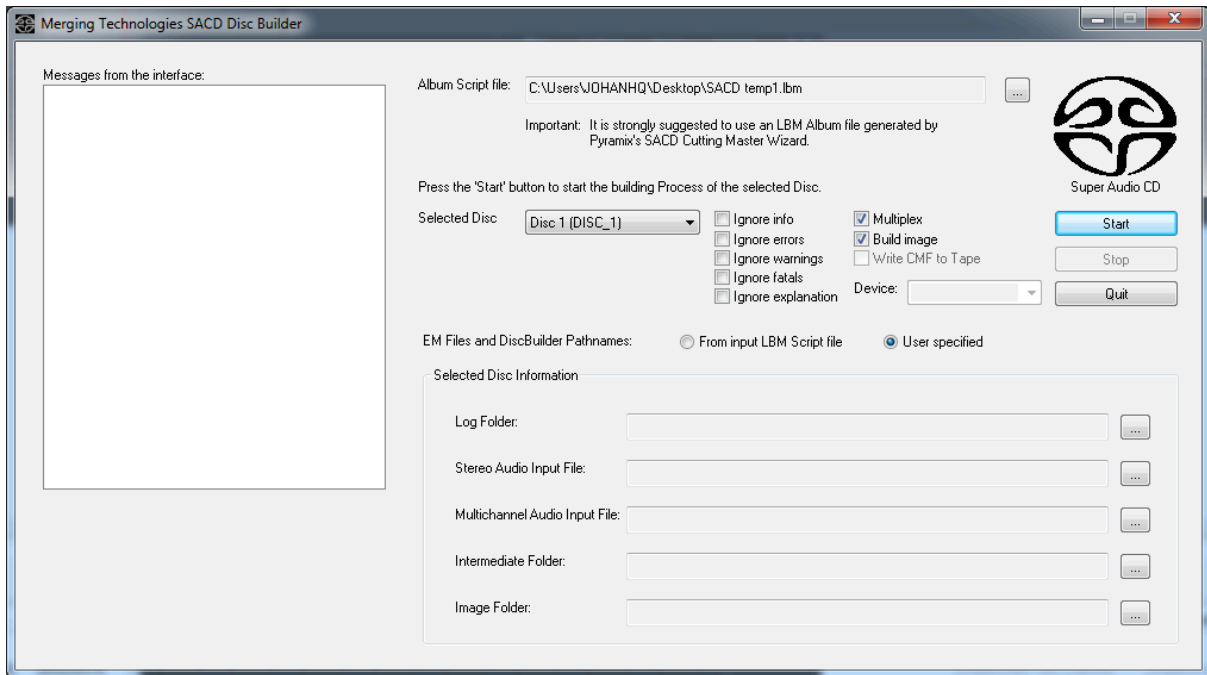 Merging Technologies SACD Disc Builder
Messages from the interface:
Album Script file:
C:\Users\JOHANHQ\Desktop\SACD temp1.lbm
...
Important: It is strongly suggested to use an LBM Album file generated by
Pyramix's SACD Cutting Master Wizard.
Super Audio CD
Press the 'Start' button to start the building Process of the selected Disc.
Selected Disc
Disc 1 (DISC_1)
Ignore info
Ignore errors
Ignore warnings
Ignore fatals
Ignore explanation
Multiplex
Build image
Write CMF to Tape
Device:
Start
Stop
Quit
EM Files and DiscBuilder Pathnames:
From input LBM Script file
User specified
Selected Disc Information
Log Folder:
...
Stereo Audio Input File:
...
Multichannel Audio Input File:
...
Intermediate Folder:
...
Image Folder:
...